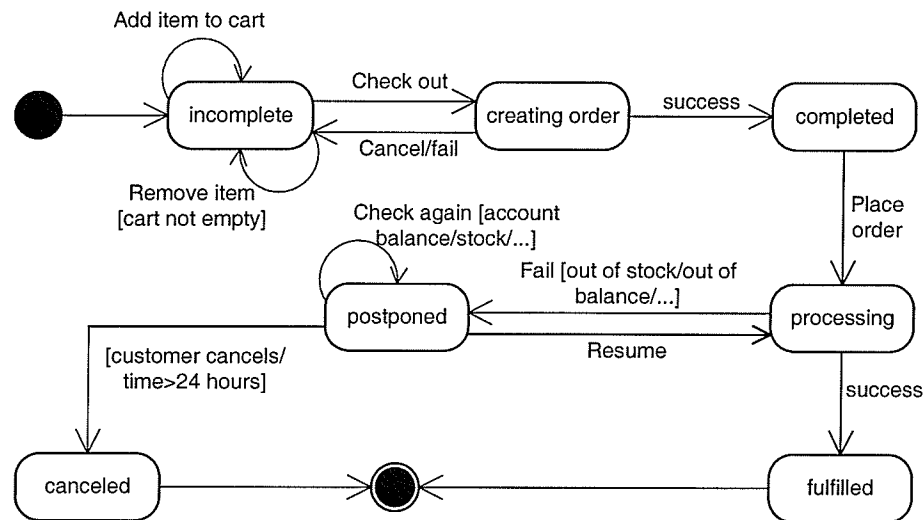 Add item to cart
Check out
success
incomplete
creating order
completed
Cancel/fail
Remove item
[cart not empty]
Place
order
Check again [account
balance/stock/...]
Fail [out of stock/out of
balance/...]
postponed
processing
Resume
[customer cancels/
time>24 hours]
success
canceled
fulfilled